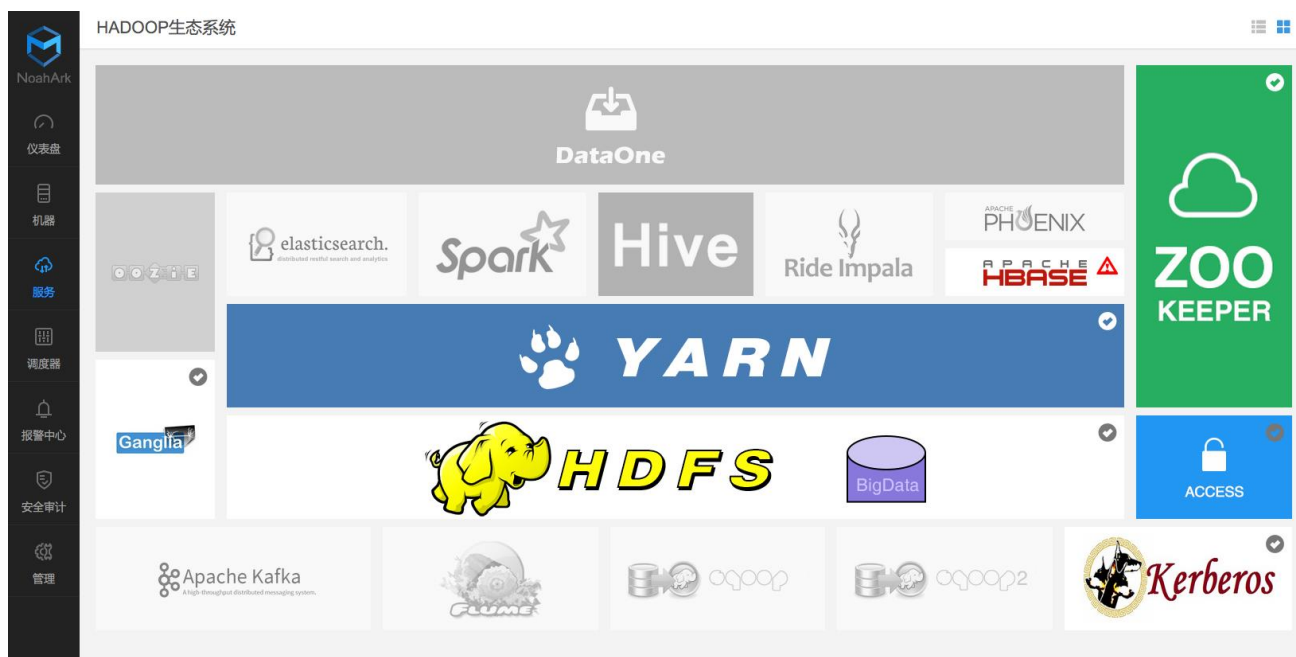 HADOOP生态系统
NoahArk
仪表盘
机器
服务
调度器
报警中心
安全审计
管理
DataOne
OOZIE
elasticsearch.
distributed restful search and analytics
Spark
Hive
Ride Impala
APACHE
PHOENIX
APACHE
HBASE
ZOO
KEEPER
YARN
Ganglia
HDFS
BigData
ACCESS
Apache Kafka
A high-throughput distributed messaging system.
FLUME
sqoop
sqoop2
Kerberos